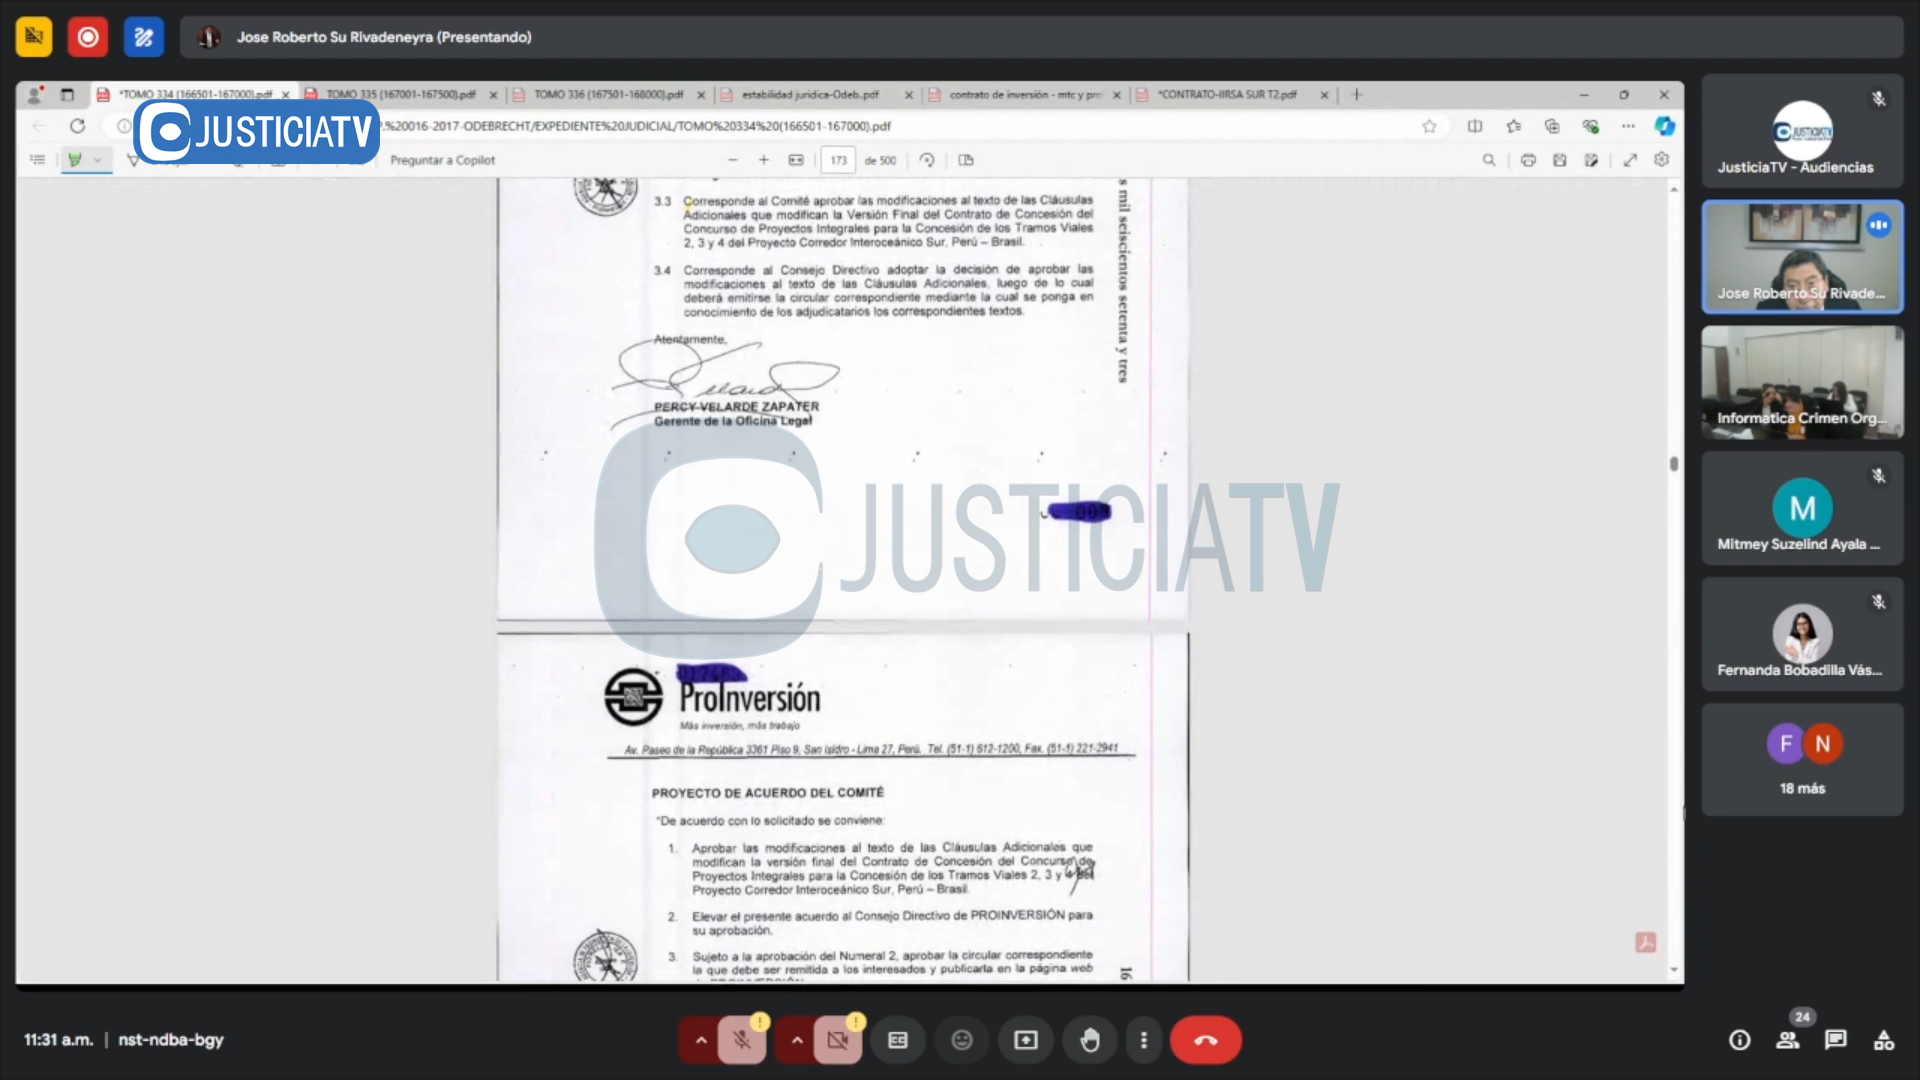 Jose Roberto Su Rivadeneyra (Presentando)
*TOMO 334 (166501-167000).pdf
TOMO 335 (167001-167500).pdf
TOMO 336 (167501-168000).pdf
estabilidad juridica-Odeb.pdf
contrato de inversión - mtc y pro
*CONTRATO-IIRSA SUR T2.pdf
JUSTICIATV
P.%20016-2017-ODEBRECHT/EXPEDIENTE%20JUDICIAL/TOMO%20334%20(166501-167000).pdf
Preguntar a Copilot
173 de 500
3.3 Corresponde al Comité aprobar las modificaciones al texto de las Cláusulas
Adicionales que modifican la Versión Final del Contrato de Concesión del
Concurso de Proyectos Integrales para la Concesión de los Tramos Viales
2, 3 y 4 del Proyecto Corredor Interoceánico Sur, Perú – Brasil.
3.4 Corresponde al Consejo Directivo adoptar la decisión de aprobar las
modificaciones al texto de las Cláusulas Adicionales, luego de lo cual
deberá emitirse la circular correspondiente mediante la cual se ponga en
conocimiento de los adjudicatarios los correspondientes textos.
s mil seiscientos setenta y tres
Atentamente,
PERCY VELARDE ZAPATER
Gerente de la Oficina Legal
JUSTICIATV
ProInversión
Más inversión, más trabajo
Av. Paseo de la República 3361 Piso 9, San Isidro - Lima 27, Perú. Tel. (51-1) 612-1200, Fax. (51-1) 221-2941
PROYECTO DE ACUERDO DEL COMITÉ
"De acuerdo con lo solicitado se conviene:
1. Aprobar las modificaciones al texto de las Cláusulas Adicionales que
modifican la versión final del Contrato de Concesión del Concurso de
Proyectos Integrales para la Concesión de los Tramos Viales 2, 3 y 4 del
Proyecto Corredor Interoceánico Sur, Perú – Brasil.
2. Elevar el presente acuerdo al Consejo Directivo de PROINVERSIÓN para
su aprobación.
3. Sujeto a la aprobación del Numeral 2, aprobar la circular correspondiente
la que debe ser remitida a los interesados y publicarla en la página web
16
JUSTICIATV
JusticiaTV - Audiencias
Jose Roberto Su Rivade...
Informatica Crimen Org...
M
Mitmey Suzelind Ayala ...
Fernanda Bobadilla Vás...
F N
18 más
11:31 a.m. | nst-ndba-bgy
24